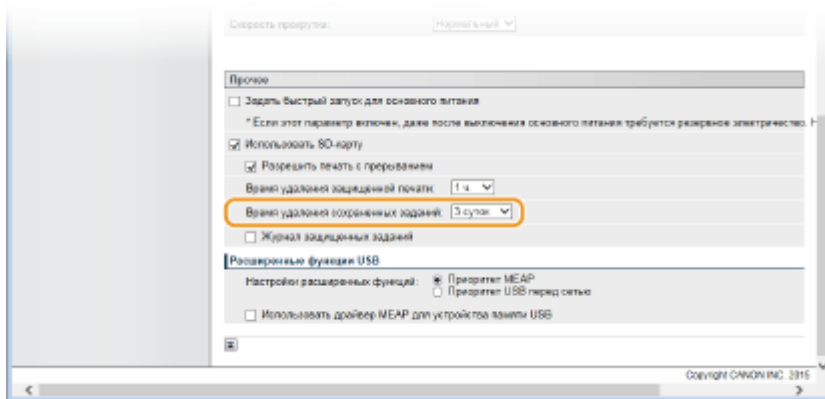 Скорость прокрутки: Нормальный
Прочее
Задать быстрый запуск для основного питания
* Если этот параметр включен, даже после выключения основного питания требуется резервное электричество. Н
Использовать SD-карту
Разрешить печать с прерыванием
Время удаления защищенной печати: 1 ч.
Время удаления сохраненных заданий: 3 суток
Журнал защищенных заданий
Расширенные функции USB
Настройки расширенных функций: Приоритет MEAP
Приоритет USB перед сетью
Использовать драйвер MEAP для устройства памяти USB
Copyright CANON INC. 2015